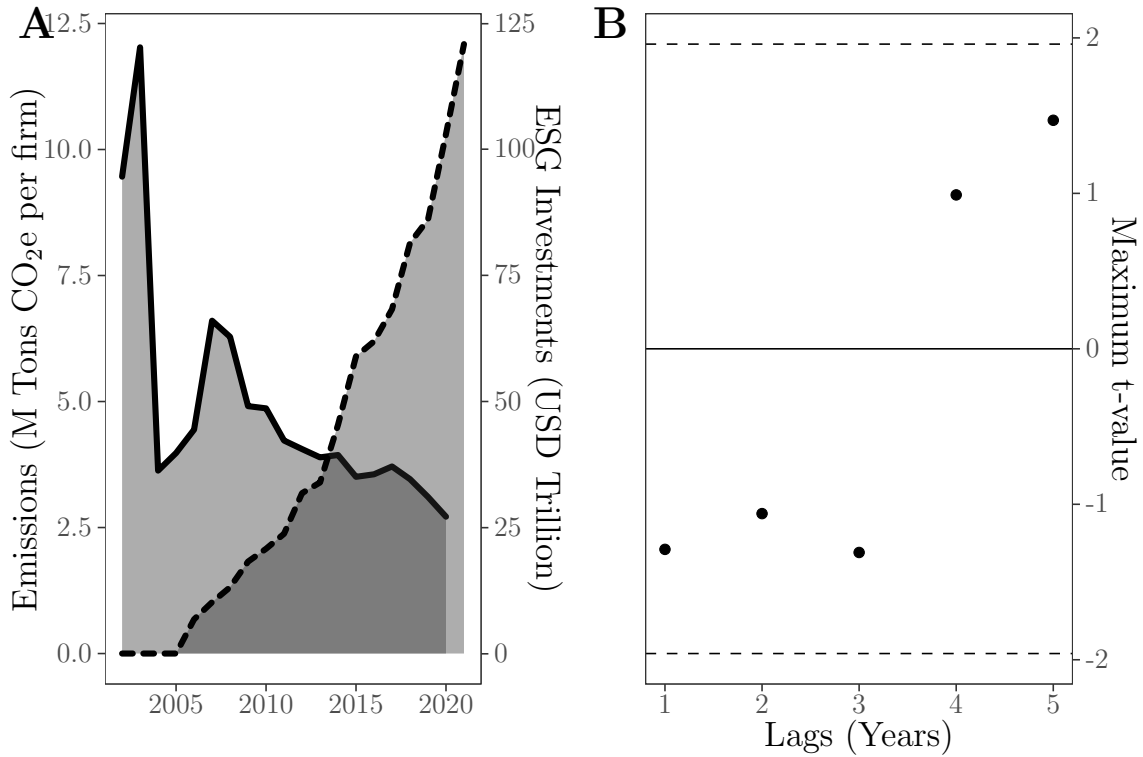 A
12.5
10.0
7.5
5.0
2.5
0.0
Emissions (M Tons CO₂e per firm)
125
100
75
50
25
0
ESG Investments (USD Trillion)
2005 2010 2015 2020
B
2
1
0
-1
-2
Maximum t-value
1 2 3 4 5
Lags (Years)